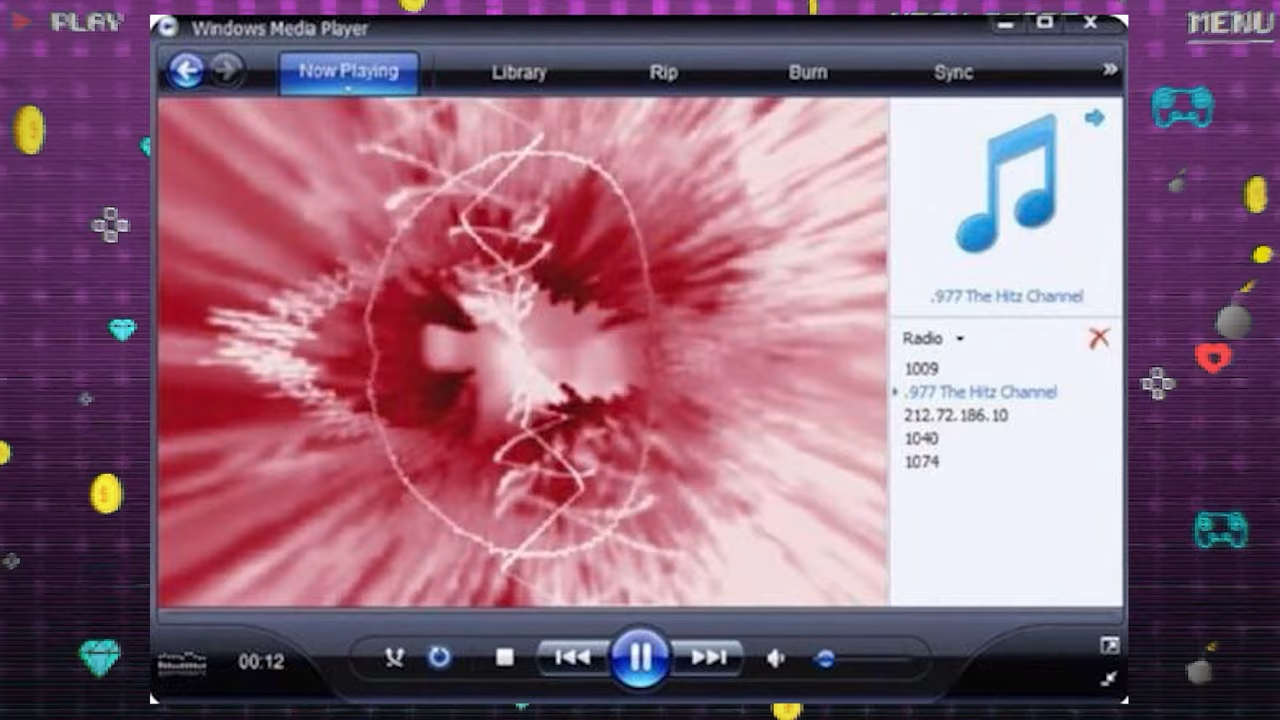 PLAY
MENU
Windows Media Player
Now Playing
Library
Rip
Burn
Sync
.977 The Hitz Channel
Radio
1009
.977 The Hitz Channel
212.72.186.10
1040
1074
00:12